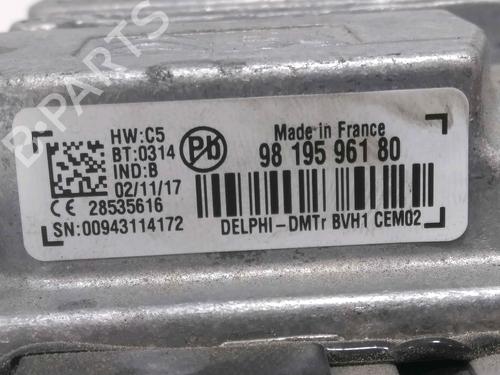 B-PARTS
HW:C5
BT:0314
IND:B
02/11/17
CE 28535616
SN:00943114172
Pb
Made in France
98 195 961 80
DELPHI-DMTr BVH1 CEM02